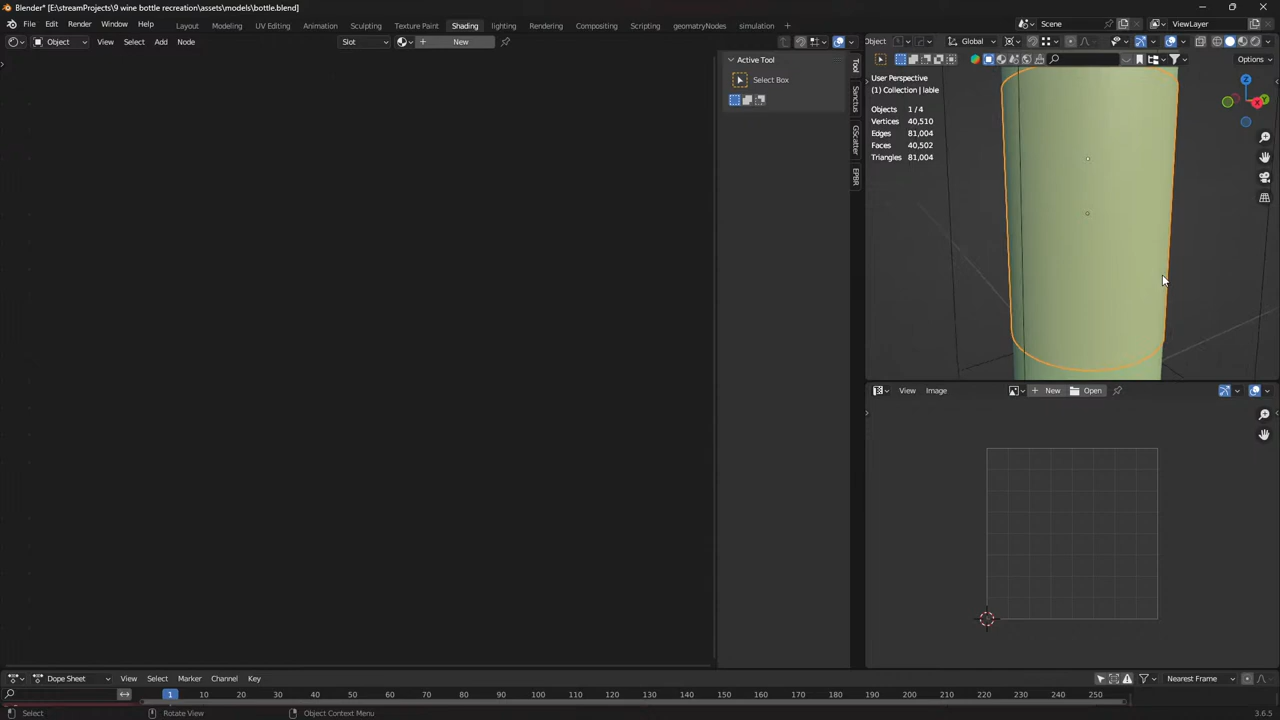 Blender* [E:\streamProjects\9 wine bottle recreation\assets\models\bottle.blend]
File Edit Render Window Help Layout Modeling UV Editing Animation Sculpting Texture Paint Shading lighting Rendering Compositing Scripting geometryNodes simulation Scene ViewLayer
Object View Select Add Node Slot New Object Global
Options
Active Tool
Select Box
Tool
Sanctus
GScatter
EPBR
User Perspective
(1) Collection | lable
Objects 1 / 4
Vertices 40,510
Edges 81,004
Faces 40,502
Triangles 81,004
Z
X
Y
View Image New Open
Dope Sheet View Select Marker Channel Key Nearest Frame
1 10 20 30 40 50 60 70 80 90 100 110 120 130 140 150 160 170 180 190 200 210 220 230 240 250
Select Rotate View Object Context Menu 3.6.5